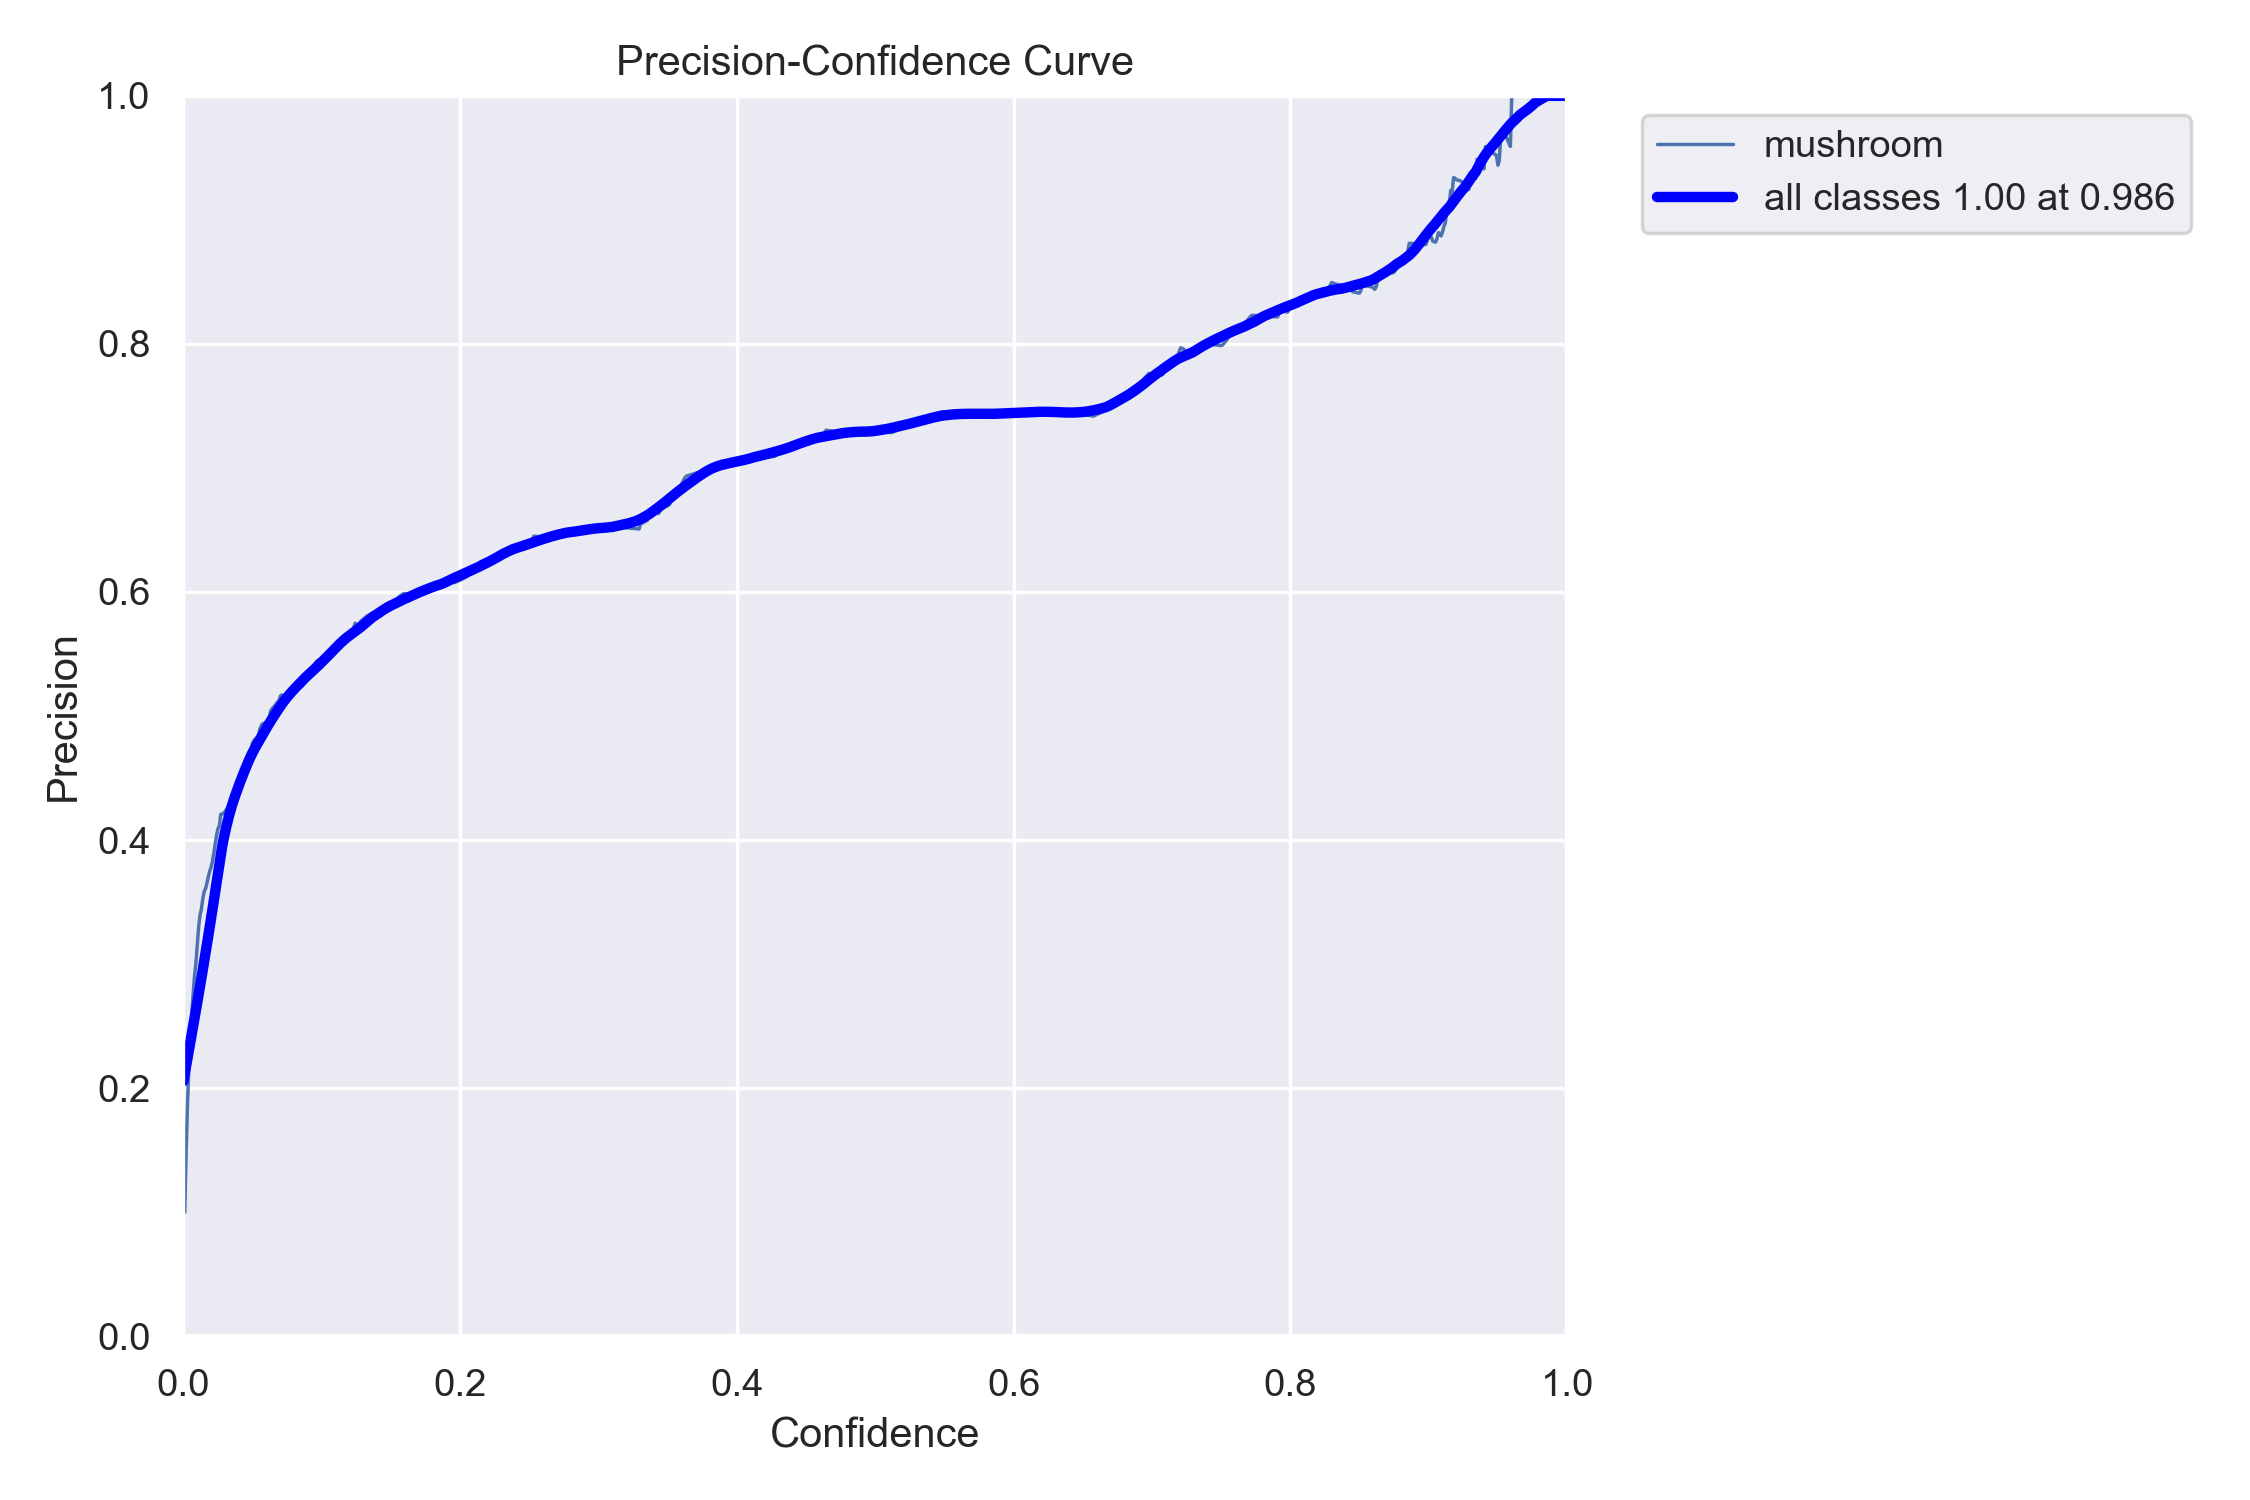 Precision-Confidence Curve
1.0
0.8
0.6
0.4
0.2
0.0
Precision
0.0 0.2 0.4 0.6 0.8 1.0
Confidence
mushroom
all classes 1.00 at 0.986